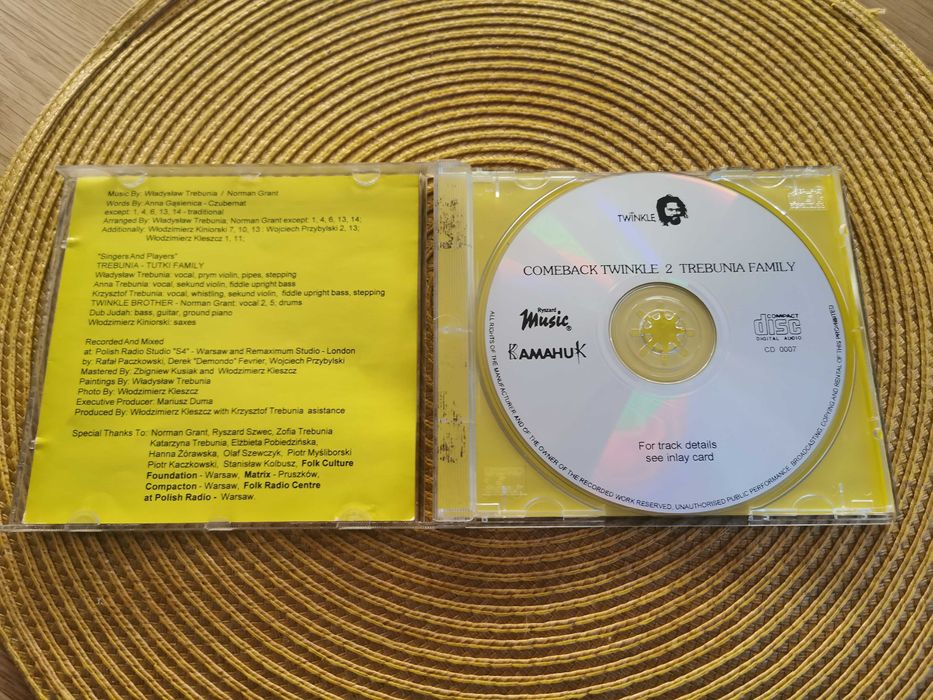 Music By: Władysław Trebunia / Norman Grant
Words By: Anna Gąsienica - Czubernat
except: 1, 4, 6, 13, 14 - traditional
Arranged By: Władysław Trebunia, Norman Grant except: 1, 4, 6, 13, 14;
Additionally: Włodzimierz Kiniorski 7, 10, 13 : Wojciech Przybylski 2, 13;
Włodzimierz Kleszcz 1, 11;
"Singers And Players"
TREBUNIA - TUTKI FAMILY
Władysław Trebunia: vocal, prym violin, pipes, stepping
Anna Trebunia: vocal, sekund violin, fiddle upright bass
Krzysztof Trebunia: vocal, whistling, sekund violin, fiddle upright bass, stepping
TWINKLE BROTHER - Norman Grant: vocal 2, 5; drums
Dub Judah: bass, guitar, ground piano
Włodzimierz Kiniorski: saxes
Recorded And Mixed
at: Polish Radio Studio "S4" - Warsaw and Remaximum Studio - London
by: Rafał Paczkowski, Derek "Demondo" Fevrier, Wojciech Przybylski
Mastered By: Zbigniew Kusiak and Włodzimierz Kleszcz
Paintings By: Władysław Trebunia
Photo By: Włodzimierz Kleszcz
Executive Producer: Mariusz Duma
Produced By: Włodzimierz Kleszcz with Krzysztof Trebunia asistance
Special Thanks To: Norman Grant, Ryszard Szwec, Zofia Trebunia
Katarzyna Trebunia, Elżbieta Pobiedzińska,
Hanna Żórawska, Olaf Szewczyk, Piotr Myśliborski
Piotr Kaczkowski, Stanisław Kolbusz, Folk Culture
Foundation - Warsaw, Matrix - Pruszków,
Compacton - Warsaw, Folk Radio Centre
at Polish Radio - Warsaw.
TWINKLE
COMEBACK TWINKLE 2 TREBUNIA FAMILY
Ryszard
Music®
KAMAHUK
COMPACT
disc
DIGITAL AUDIO
CD 0007
For track details
see inlay card
ALL RIGHTS OF THE MANUFACTURER AND OF THE OWNER OF THE RECORDED WORK RESERVED. UNAUTHORISED PUBLIC PERFORMANCE, BROADCASTING, COPYING AND RENTAL OF THIS PROHIBITED